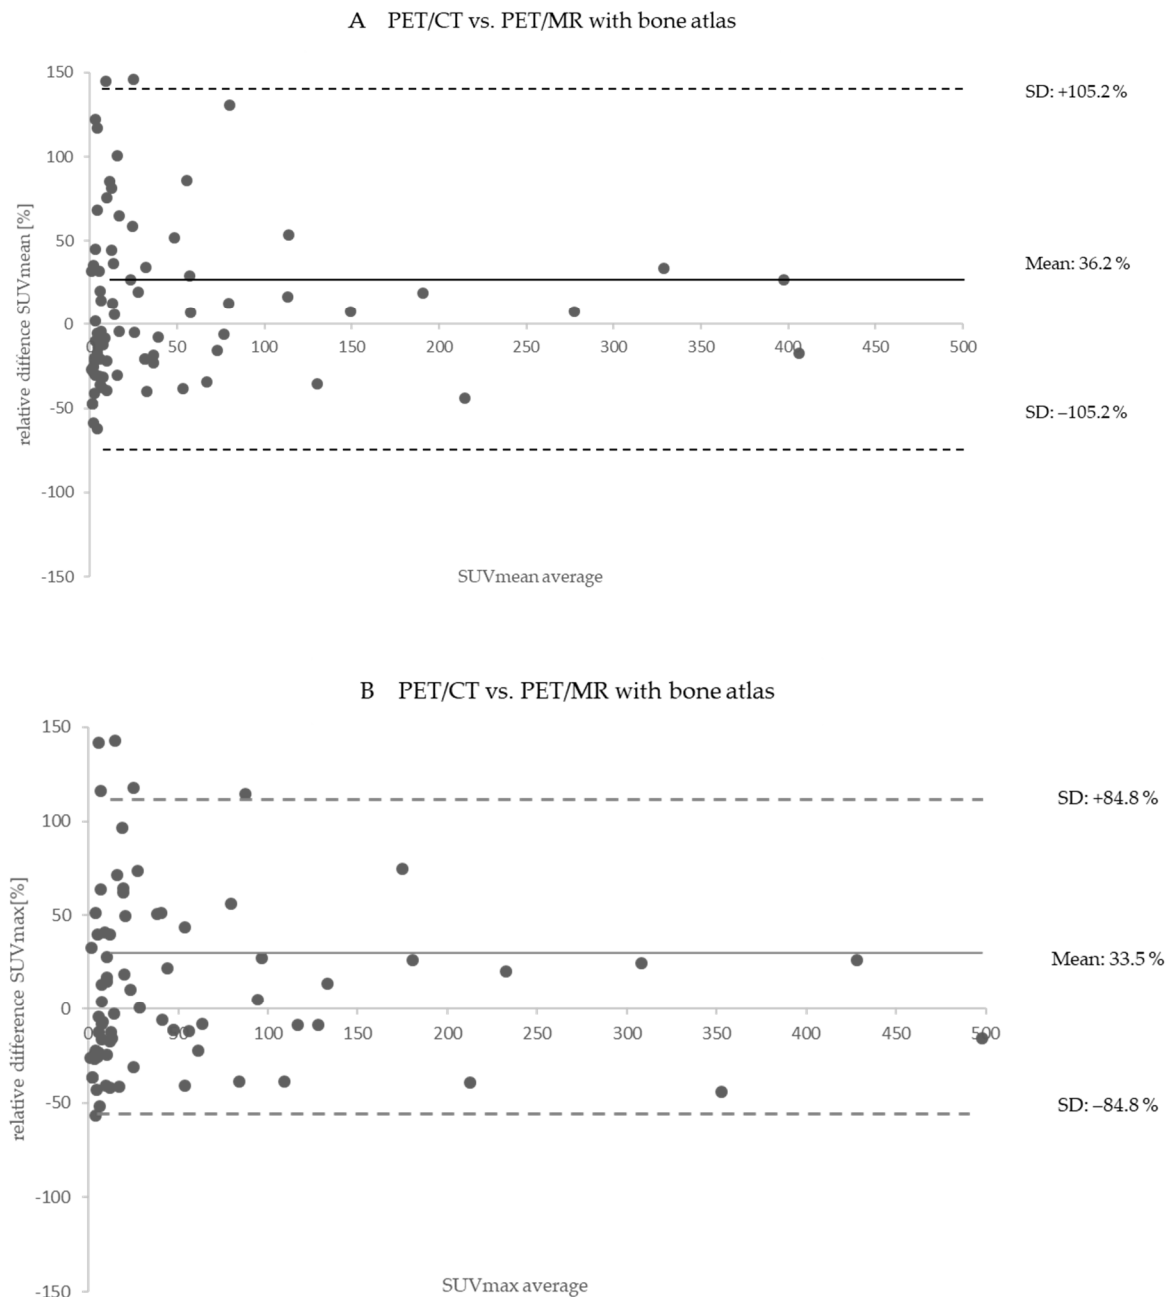 A PET/CT vs. PET/MR with bone atlas
150
SD: +105.2 %
100
relative diffence SUVmean [%]
50
Mean: 36.2 %
0
0 50 100 150 200 250 300 350 400 450 500
-50
SD: –105.2 %
-100
-150
SUVmean average
B PET/CT vs. PET/MR with bone atlas
150
SD: +84.8 %
100
relative difference SUVmax[%]
50
Mean: 33.5 %
0
0 50 100 150 200 250 300 350 400 450 500
-50
SD: –84.8 %
-100
-150
SUVmax average